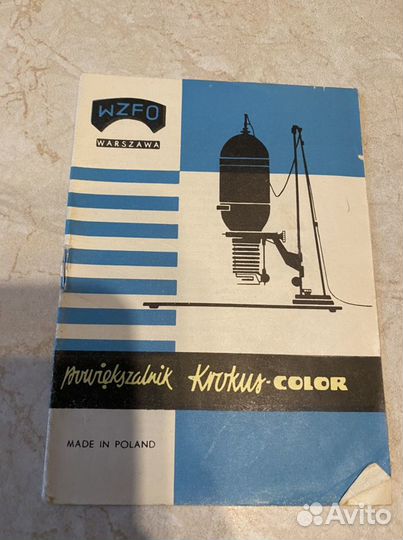 WZFO
WARSZAWA
powiększalnik Krokus-COLOR
MADE IN POLAND
Avito